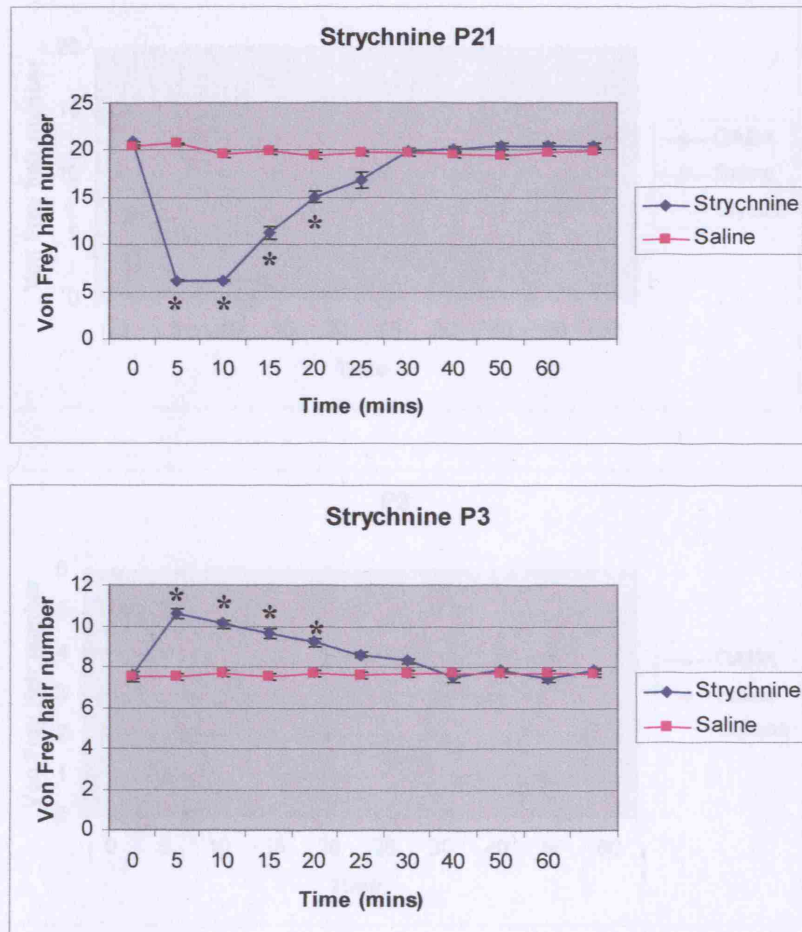 Strychnine P21
Von Frey hair number
25
20
15
10
5
0
* * * *
0 5 10 15 20 25 30 40 50 60
Time (mins)
Strychnine
Saline
Strychnine P3
Von Frey hair number
12
10
8
6
4
2
0
* * * *
0 5 10 15 20 25 30 40 50 60
Time (mins)
Strychnine
Saline